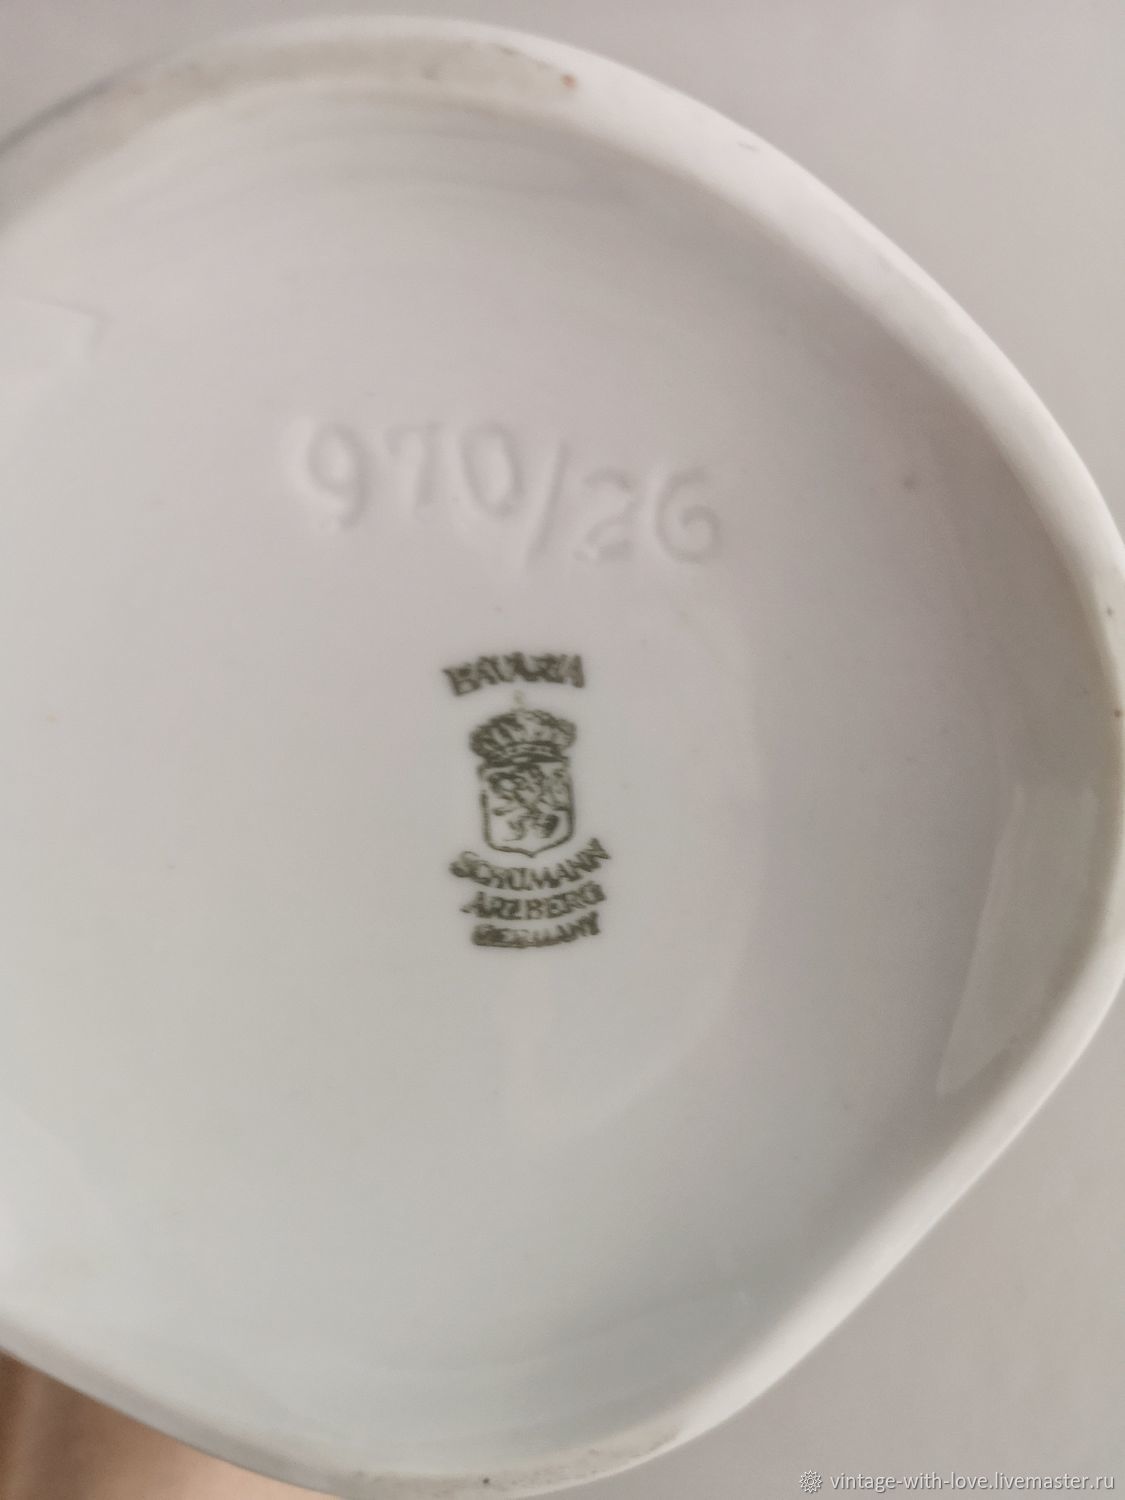 970/26
BAVARIA
SCHUMANN
ARZBERG
GERMANY
vintage-with-love.livemaster.ru